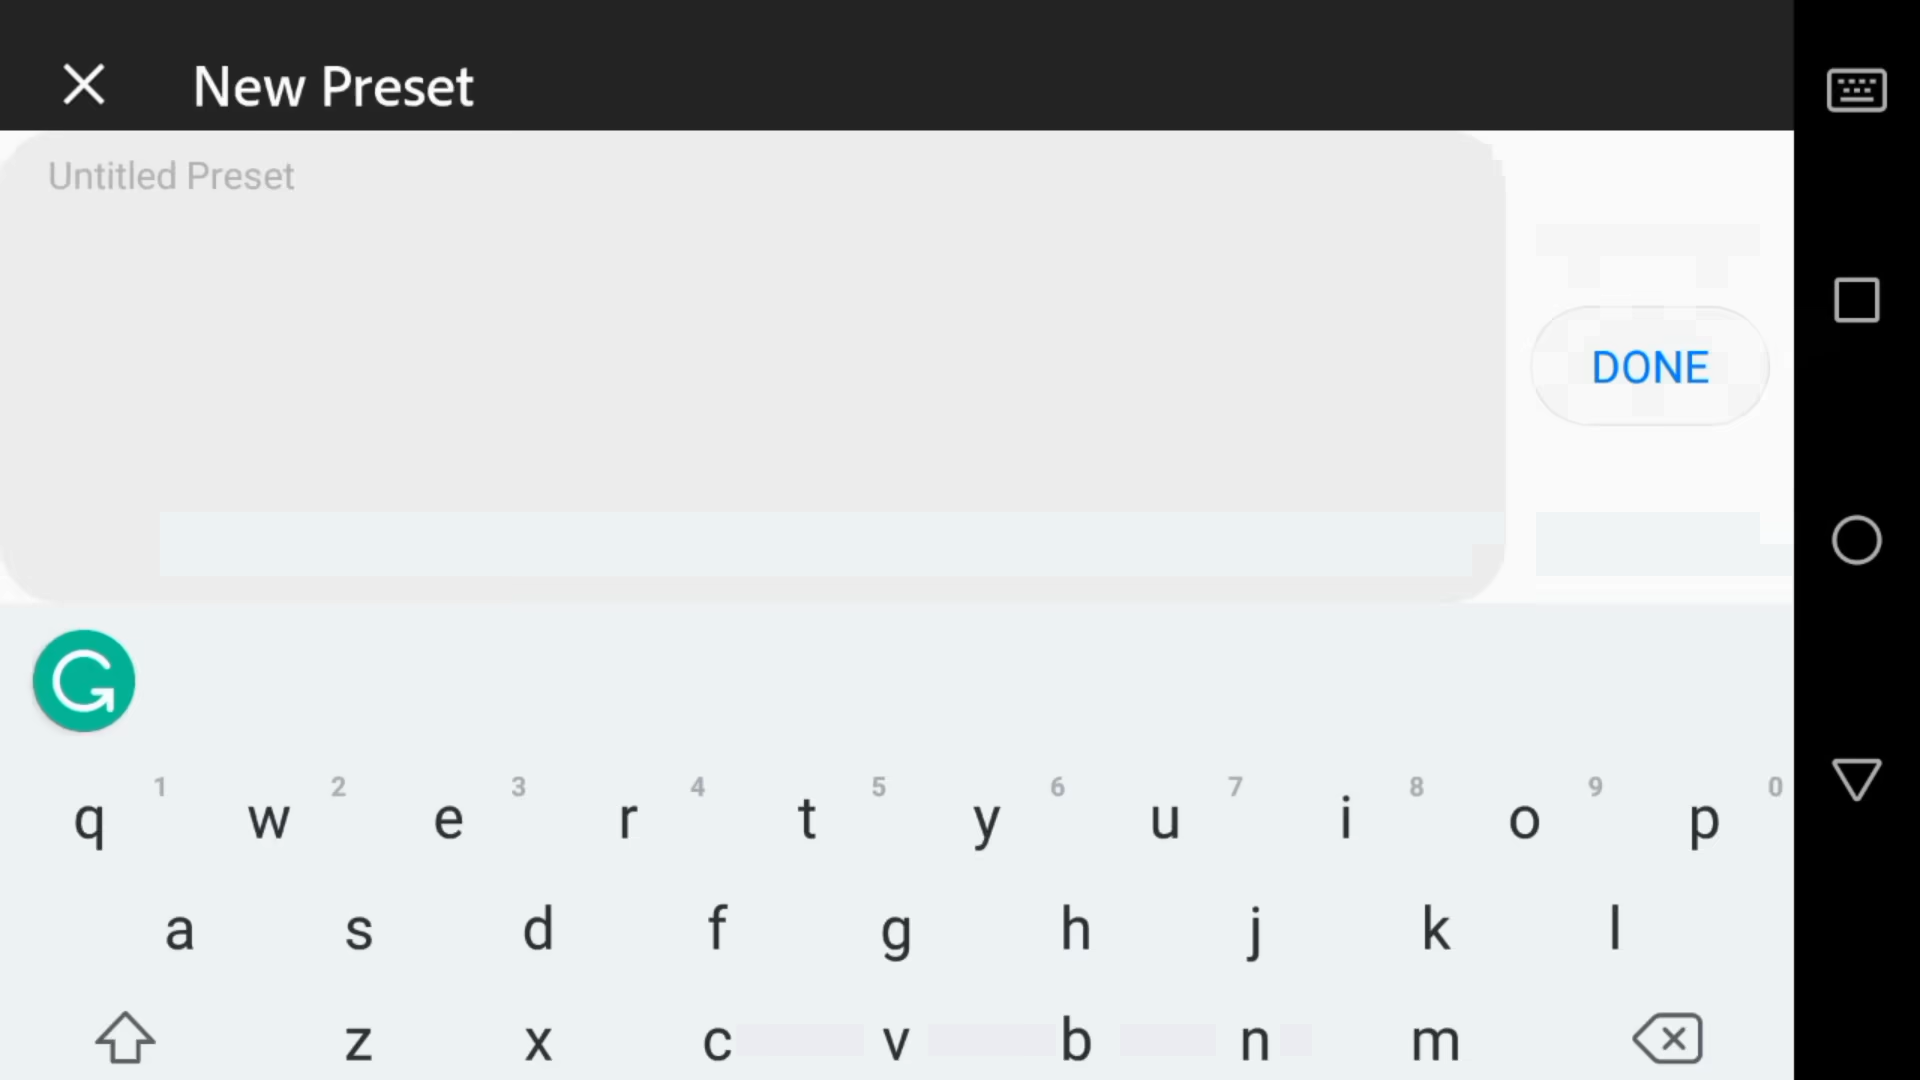 New Preset
Untitled Preset
DONE
1 2 3 4 5 6 7 8 9 0
q w e r t y u i o p
a s d f g h j k l
z x c v b n m